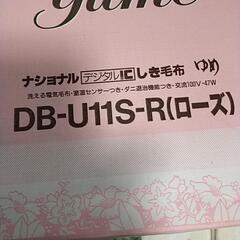 yume
ナショナル デジタルIC しき毛布 ゆめ
洗える電気毛布・室温センサーつき・ダニ退治機能つき・交流100V-47W
DB-U11S-R(ローズ)